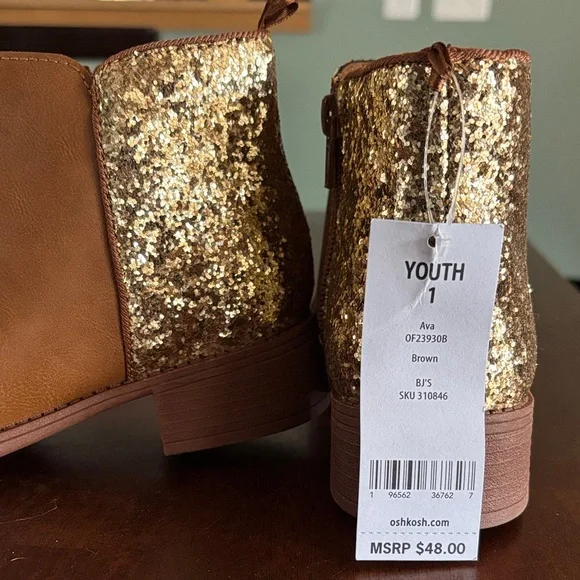 YOUTH
1
Ava
OF23930B
Brown
BJ'S
SKU 310846
1 96562 36762 7
oshkosh.com
MSRP $48.00